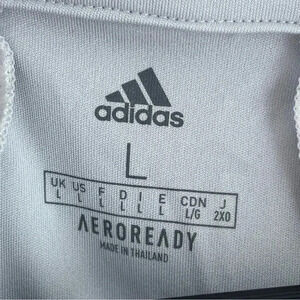 adidas
L
UK US F D I E CDN J
L L L L L L L/G 2XO
AEROREADY
MADE IN THAILAND